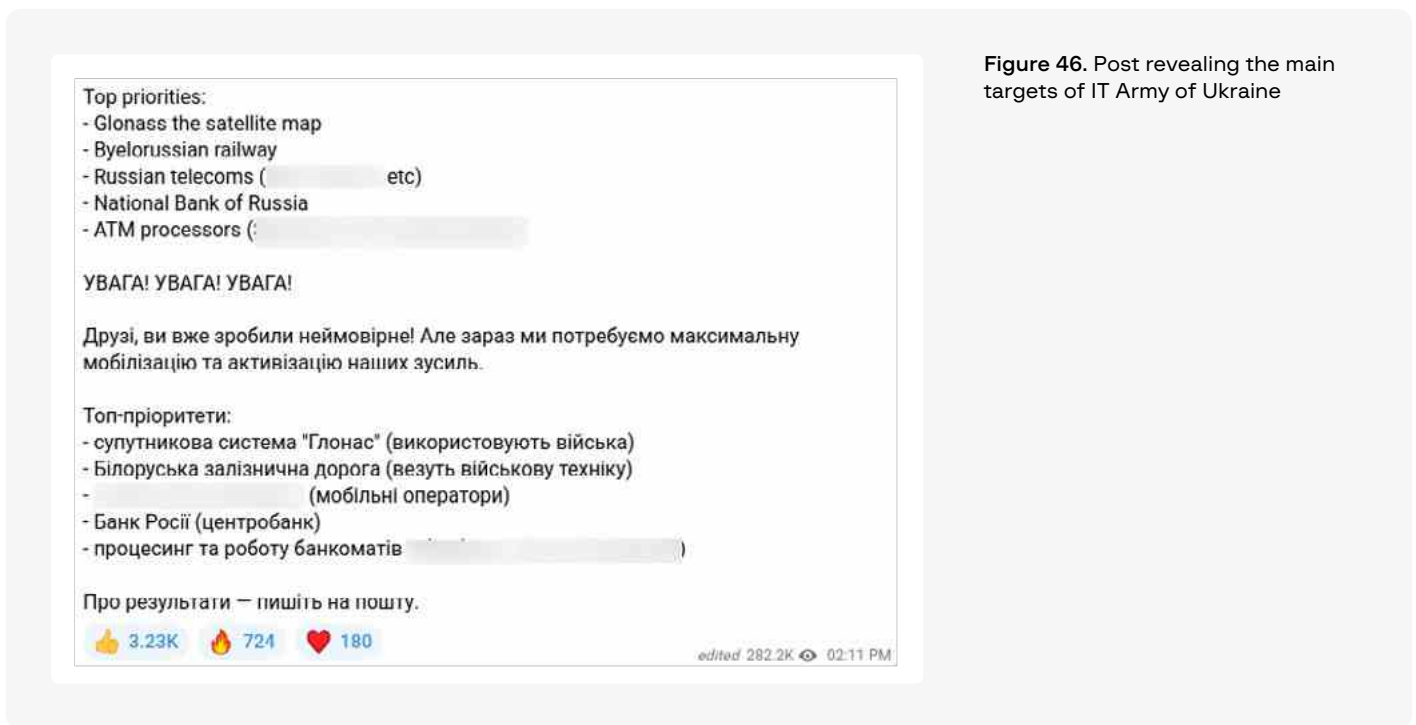 Figure 46. Post revealing the main
targets of IT Army of Ukraine
Top priorities:
- Glonass the satellite map
- Byelorussian railway
- Russian telecoms ( etc)
- National Bank of Russia
- ATM processors (
УВАГА! УВАГА! УВАГА!
Друзі, ви вже зробили неймовірне! Але зараз ми потребуємо максимальну
мобілізацію та активізацію наших зусиль.
Топ-пріоритети:
- супутникова система "Глонас" (використовують війська)
- Білоруська залізнична дорога (везуть військову техніку)
- (мобільні оператори)
- Банк Росії (центробанк)
- процесинг та роботу банкоматів )
Про результати — пишіть на пошту.
👍 3.23K 🔥 724 ❤️ 180
edited 282.2K 02:11 PM